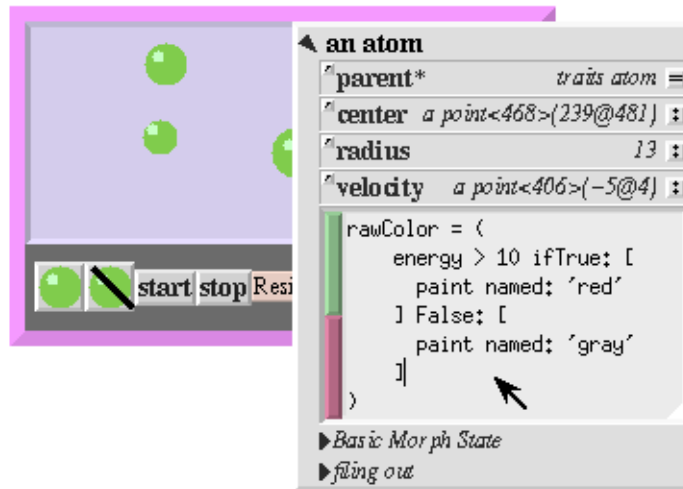 an atom
parent* traits atom =
center a point<468>(239@481) :
radius 13 :
velocity a point<406>(-5@4) :
rawColor = (
energy > 10 ifTrue: [
paint named: 'red'
] False: [
paint named: 'gray'
]
)
Basic Morph State
filing out
start stop Resi